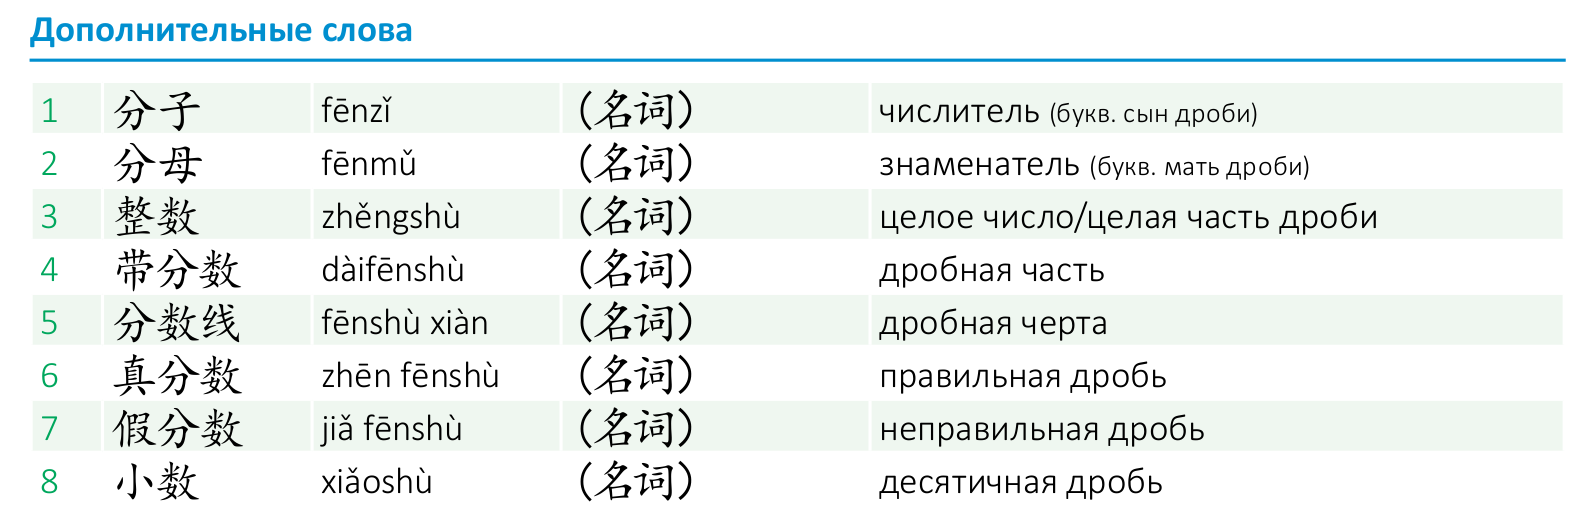 Дополнительные слова
1 分子 fēnzǐ （名词） числитель (букв. сын дроби)
2 分母 fēnmǔ （名词） знаменатель (букв. мать дроби)
3 整数 zhěngshù （名词） целое число/целая часть дроби
4 带分数 dàifēnshù （名词） дробная часть
5 分数线 fēnshù xiàn （名词） дробная черта
6 真分数 zhēn fēnshù （名词） правильная дробь
7 假分数 jiǎ fēnshù （名词） неправильная дробь
8 小数 xiǎoshù （名词） десятичная дробь